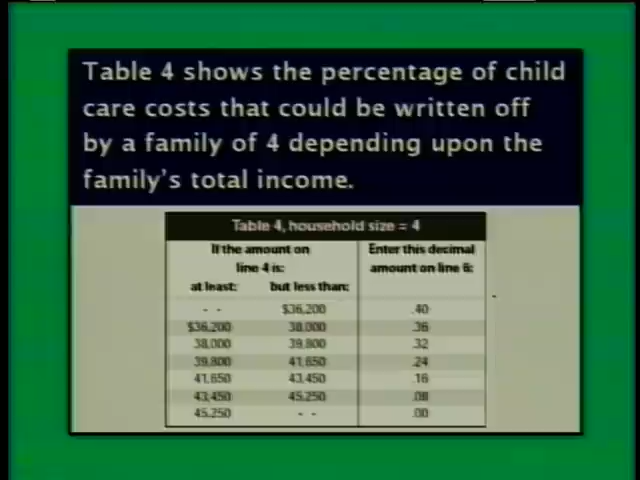 Table 4 shows the percentage of child
care costs that could be written off
by a family of 4 depending upon the
family's total income.
Table 4, household size = 4
If the amount on
line 4 is:
Enter this decimal
amount on line 6:
at least: but less than:
- - $36,200 .40
$36,200 38,000 .36
38,000 39,800 .32
39,800 41,650 .24
41,650 43,450 .16
43,450 45,250 .08
45,250 - - .00